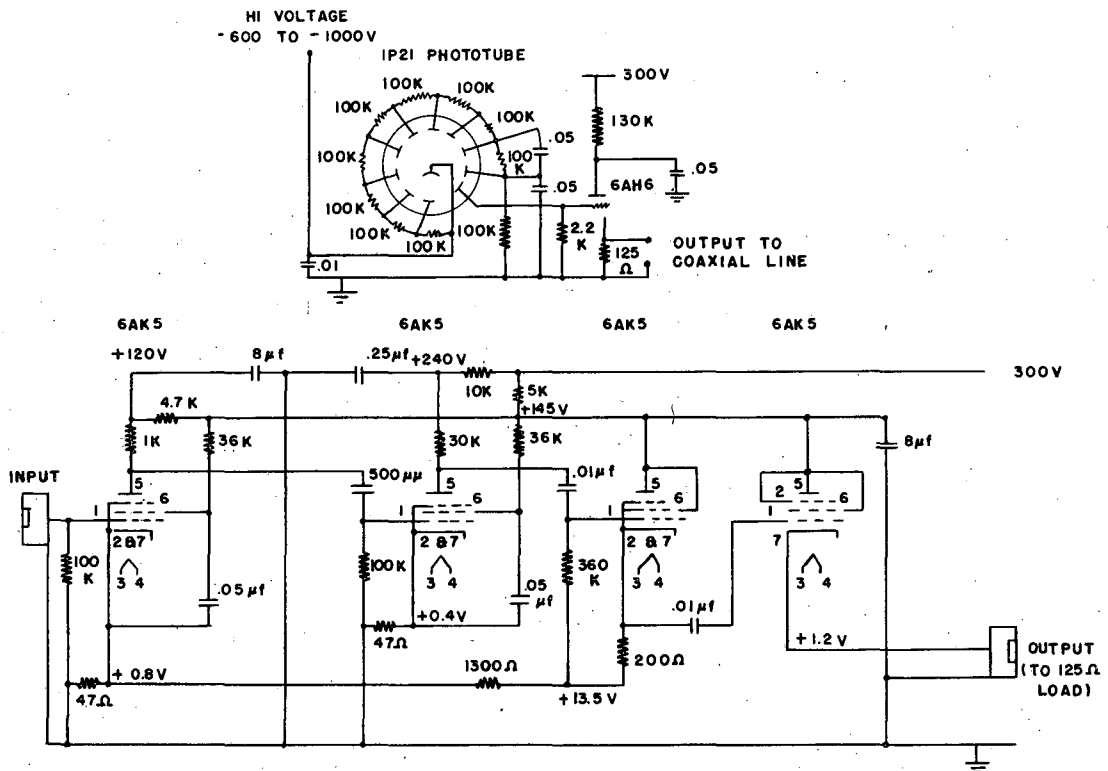 HI VOLTAGE
-600 TO -1000V
1P21 PHOTOTUBE
300V
100K
100K
100K
100K
130K
.05
100K
100
K
.05
.05
6AH6
100K
100K
100K
100K
2.2
K
125
Ω
OUTPUT TO
COAXIAL LINE
.01
6AK5
6AK5
6AK5
6AK5
+120V
8μf
.25μf
+240V
10K
300V
5K
+145V
4.7K
1K
36K
30K
36K
8μf
INPUT
500μμ
.01μf
5
6
1
2&7
3 4
5
6
1
2&7
3 4
5
6
1
2&7
3 4
5
2
6
1
7
3 4
100
K
.05μf
100K
.05
μf
360
K
.01μf
+0.4V
47Ω
+1.2V
OUTPUT
(TO 125Ω
LOAD)
1300Ω
200Ω
+0.8V
47Ω
+13.5V